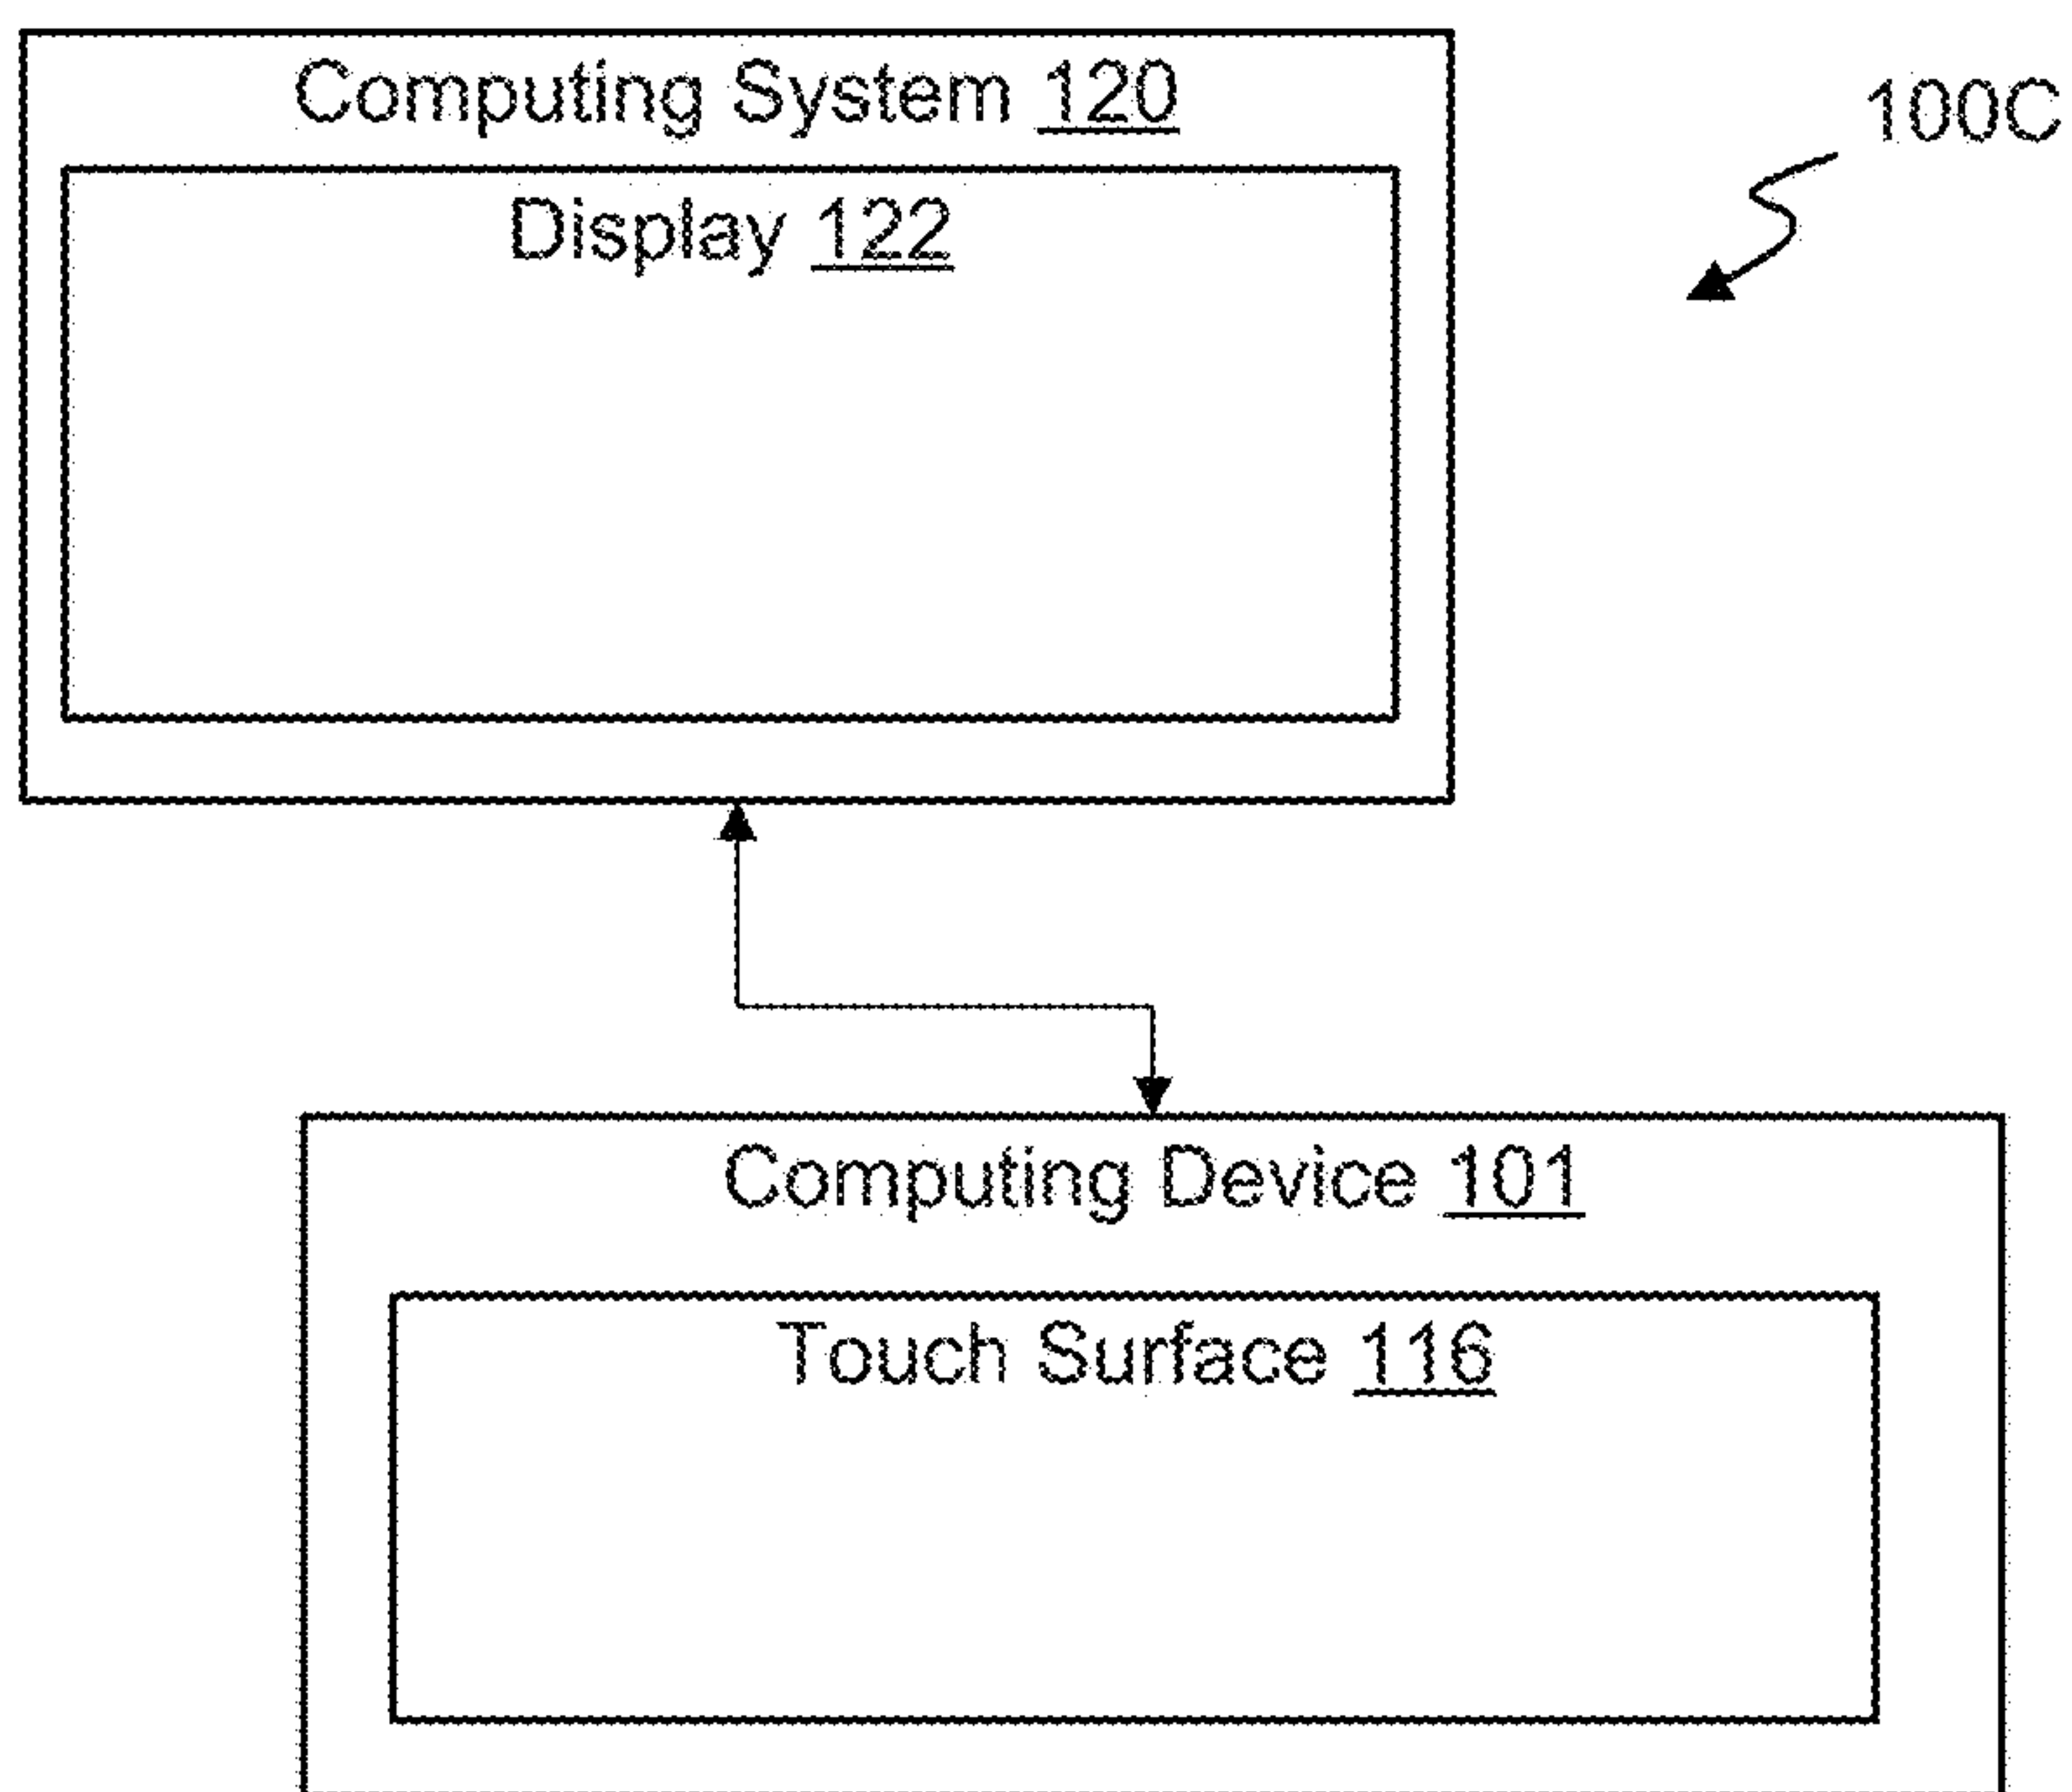 Computing System 120
100C
Display 122
Computing Device 101
Touch Surface 116